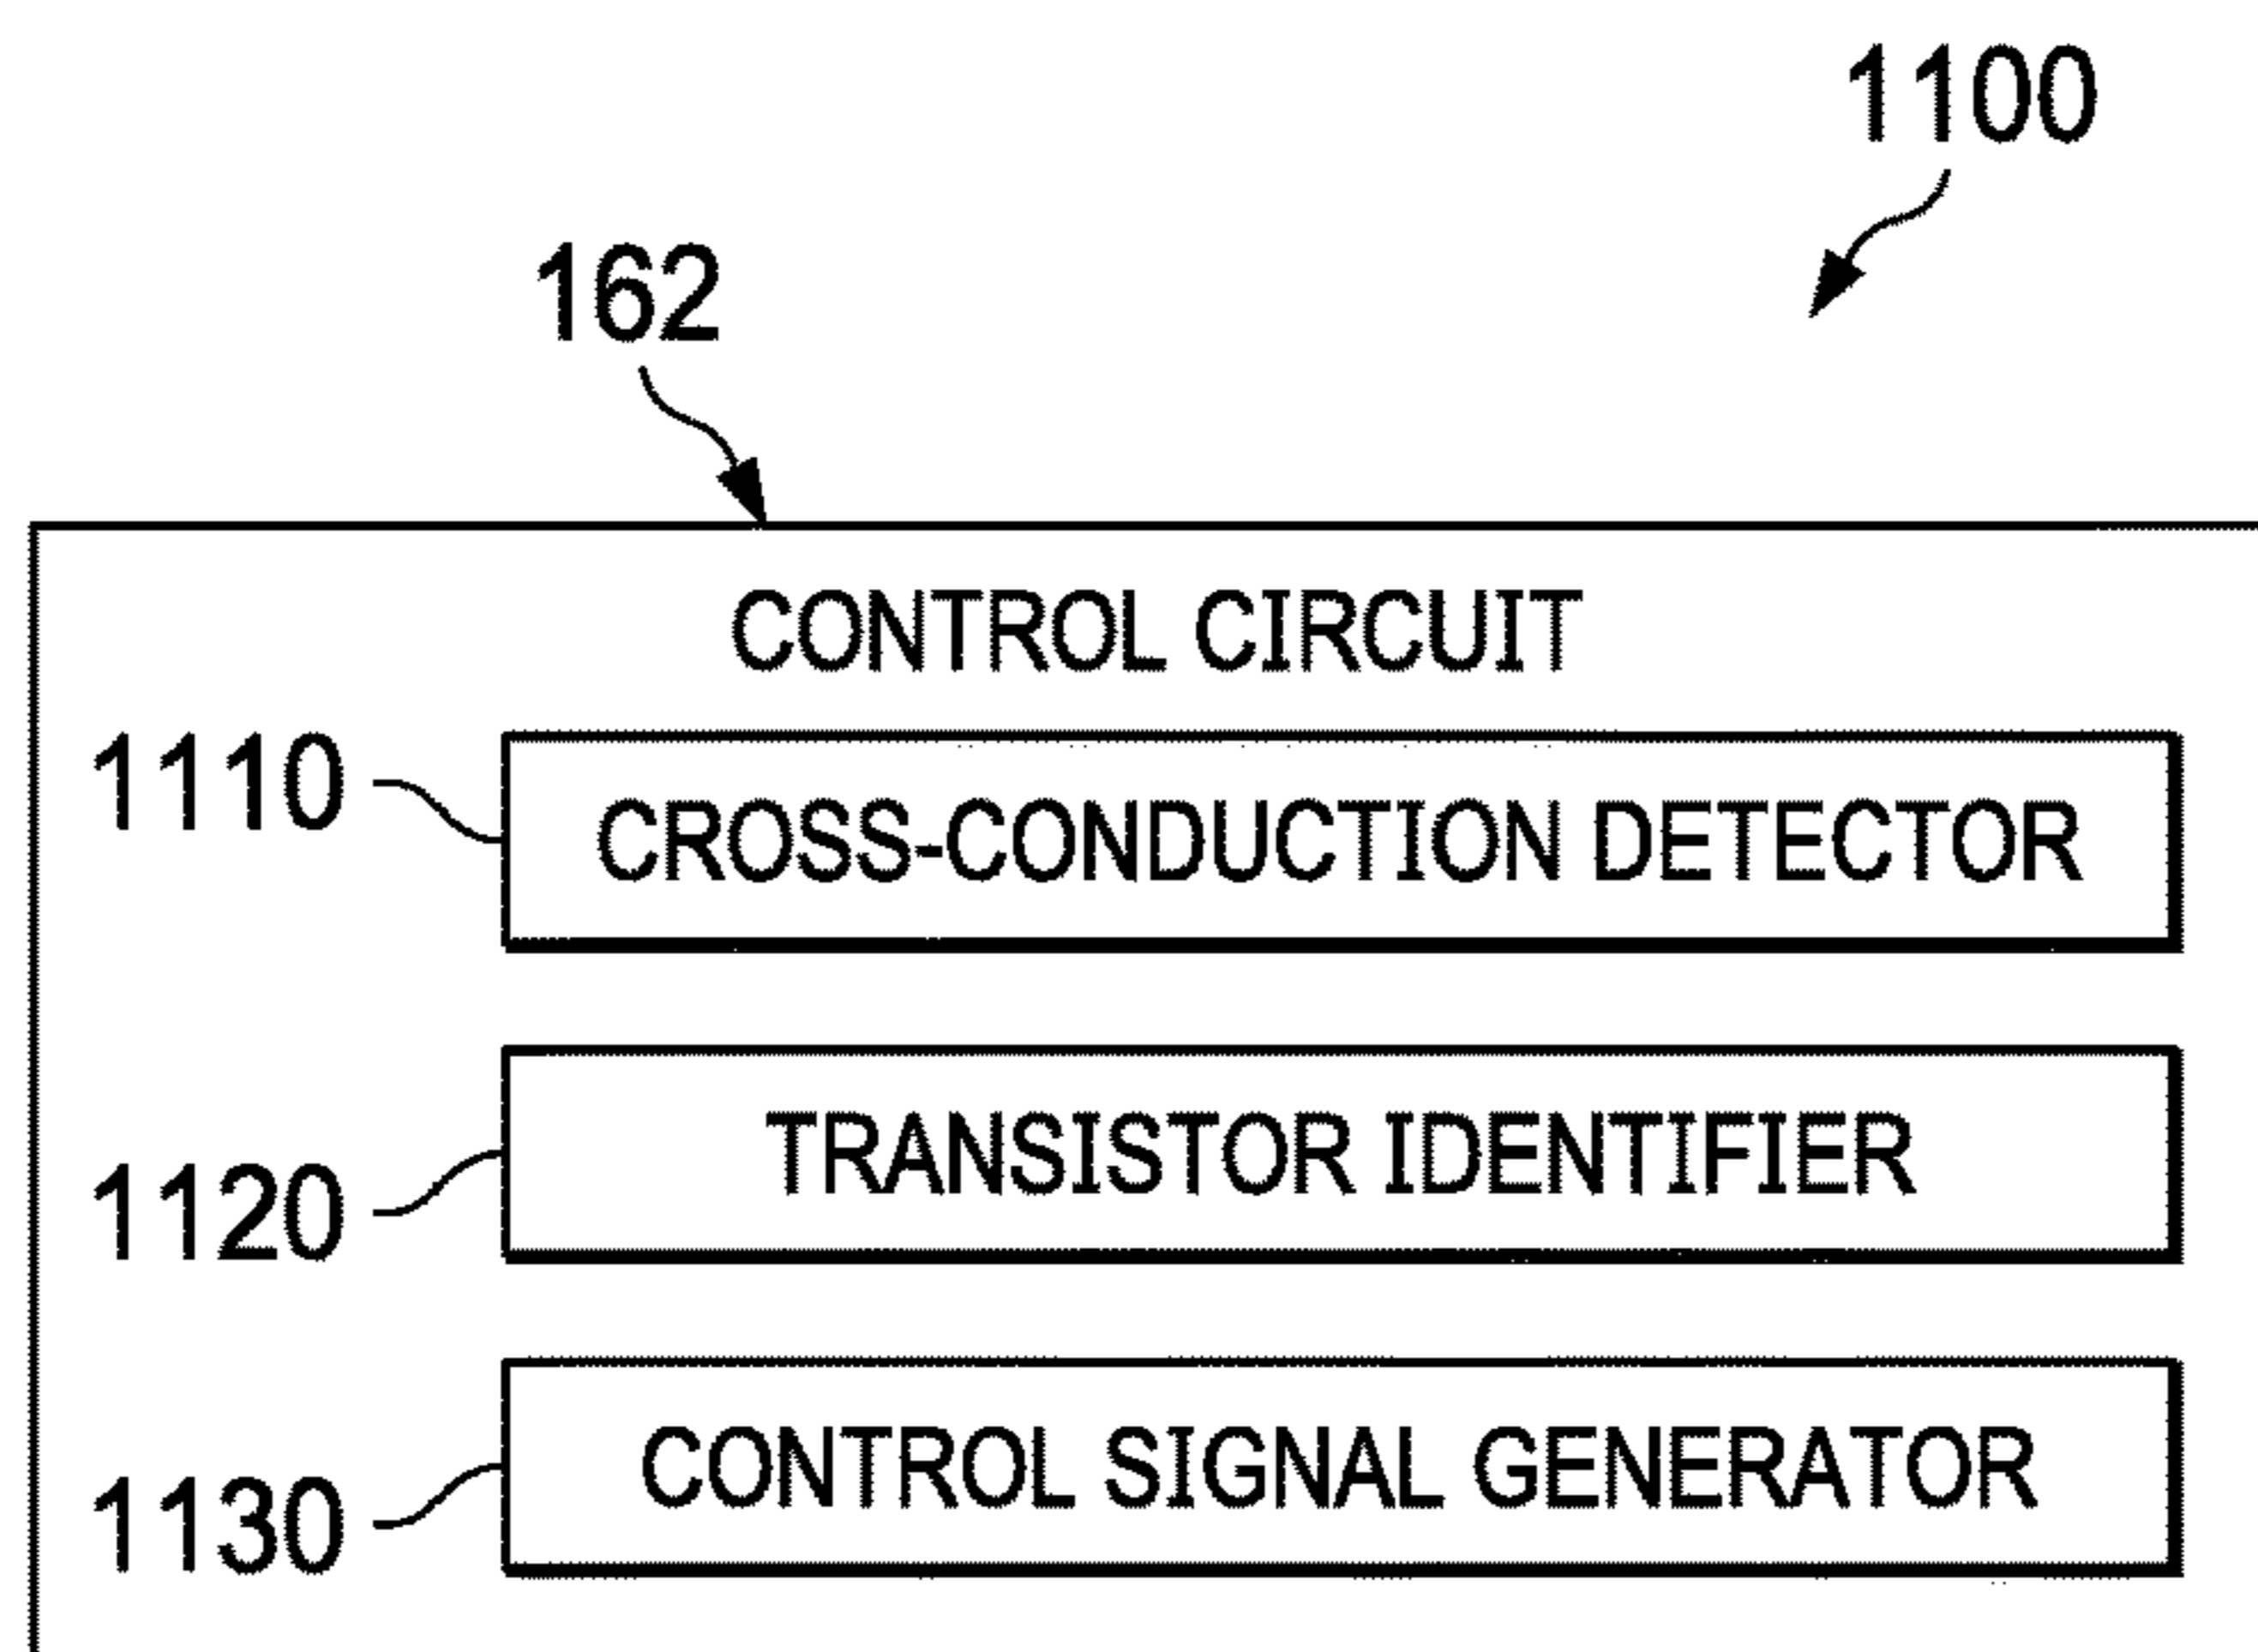 1100
162
CONTROL CIRCUIT
1110
CROSS-CONDUCTION DETECTOR
1120
TRANSISTOR IDENTIFIER
1130
CONTROL SIGNAL GENERATOR